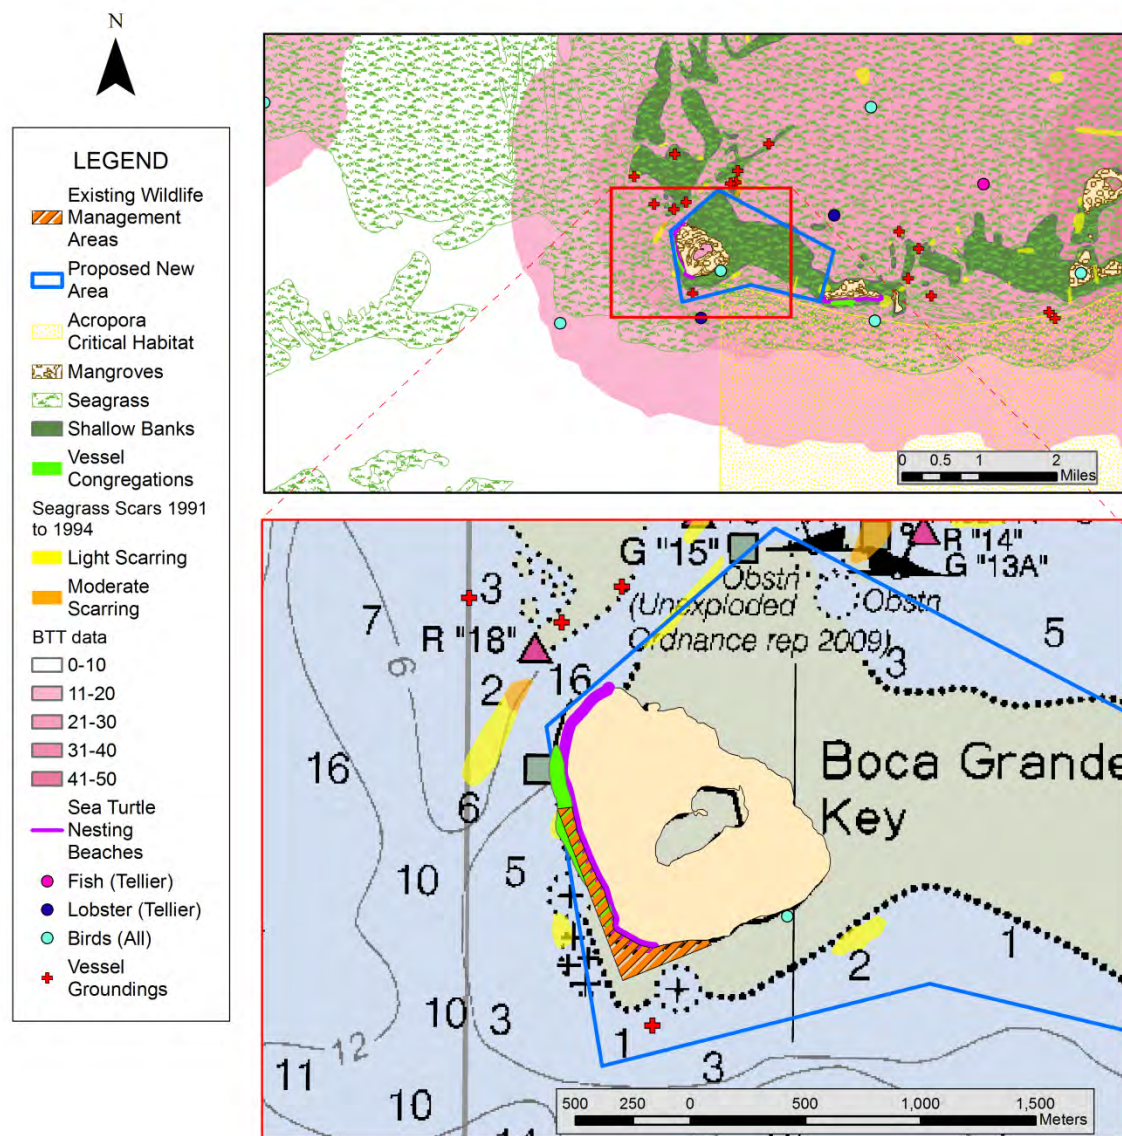 N
LEGEND
Existing Wildlife
Management
Areas
Proposed New
Area
Acropora
Critical Habitat
Mangroves
Seagrass
Shallow Banks
Vessel
Congregations
Seagrass Scars 1991
to 1994
Light Scarring
Moderate
Scarring
BTT data
0-10
11-20
21-30
31-40
41-50
Sea Turtle
Nesting
Beaches
Fish (Tellier)
Lobster (Tellier)
Birds (All)
Vessel
Groundings
0 0.5 1 2
Miles
G "15"
R "14"
G "13A"
Obstn
(Unexploded
Ordnance rep 2009)
Obstn
3
7
5
R "18"
6
16
3
2
16
Boca Grande
Key
6
5
10
1
2
10
3
1
12
3
11
10
500 250 0 500 1,000 1,500
Meters